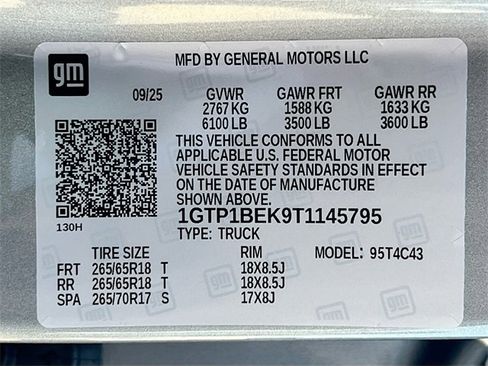 gm
MFD BY GENERAL MOTORS LLC
09/25 GVWR GAWR FRT GAWR RR
2767 KG 1588 KG 1633 KG
6100 LB 3500 LB 3600 LB
THIS VEHICLE CONFORMS TO ALL
APPLICABLE U.S. FEDERAL MOTOR
VEHICLE SAFETY STANDARDS IN EFFECT
ON THE DATE OF MANUFACTURE
SHOWN ABOVE.
1GTP1BEK9T1145795
130H
TYPE: TRUCK
TIRE SIZE RIM MODEL: 95T4C43
FRT 265/65R18 T 18X8.5J
RR 265/65R18 T 18X8.5J
SPA 265/70R17 S 17X8J